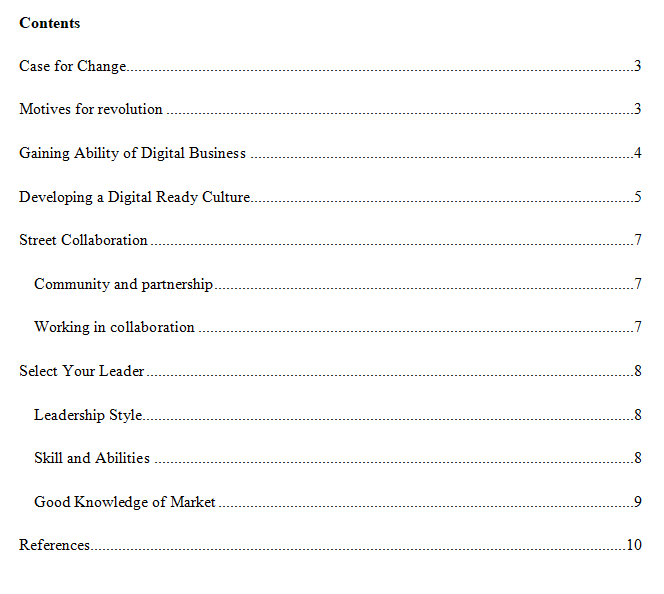 Contents
Case for Change 3
Motives for revolution 3
Gaining Ability of Digital Business 4
Developing a Digital Ready Culture 5
Street Collaboration 7
Community and partnership 7
Working in collaboration 7
Select Your Leader 8
Leadership Style 8
Skill and Abilities 8
Good Knowledge of Market 9
References 10